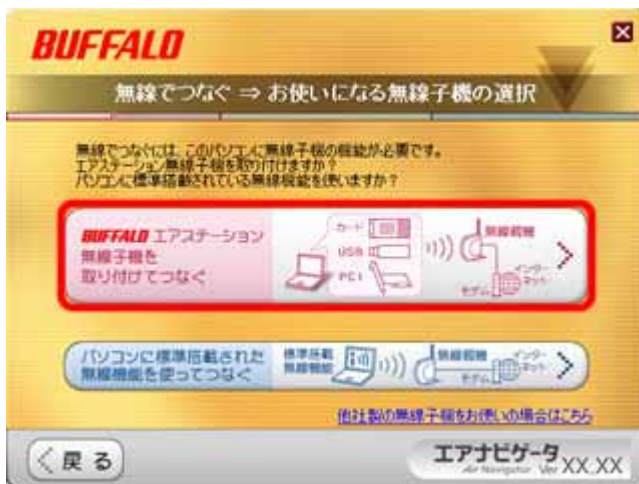 BUFFALO
無線でつなぐ ⇒ お使いになる無線子機の選択
無線でつなぐには、このパソコンに無線子機の機能が必要です。
エアステーション無線子機を取り付けますか？
パソコンに標準搭載されている無線機能を使いますか？
BUFFALO エアステーション
無線子機を
取り付けてつなぐ
カード
USB
PCI
無線親機
インターネット
モデム
パソコンに標準搭載された
無線機能を使ってつなぐ
標準搭載
無線機能
無線親機
インターネット
モデム
他社製の無線子機をお使いの場合はこちら
戻る
エアナビゲータ
Air Navigator Ver XX.XX